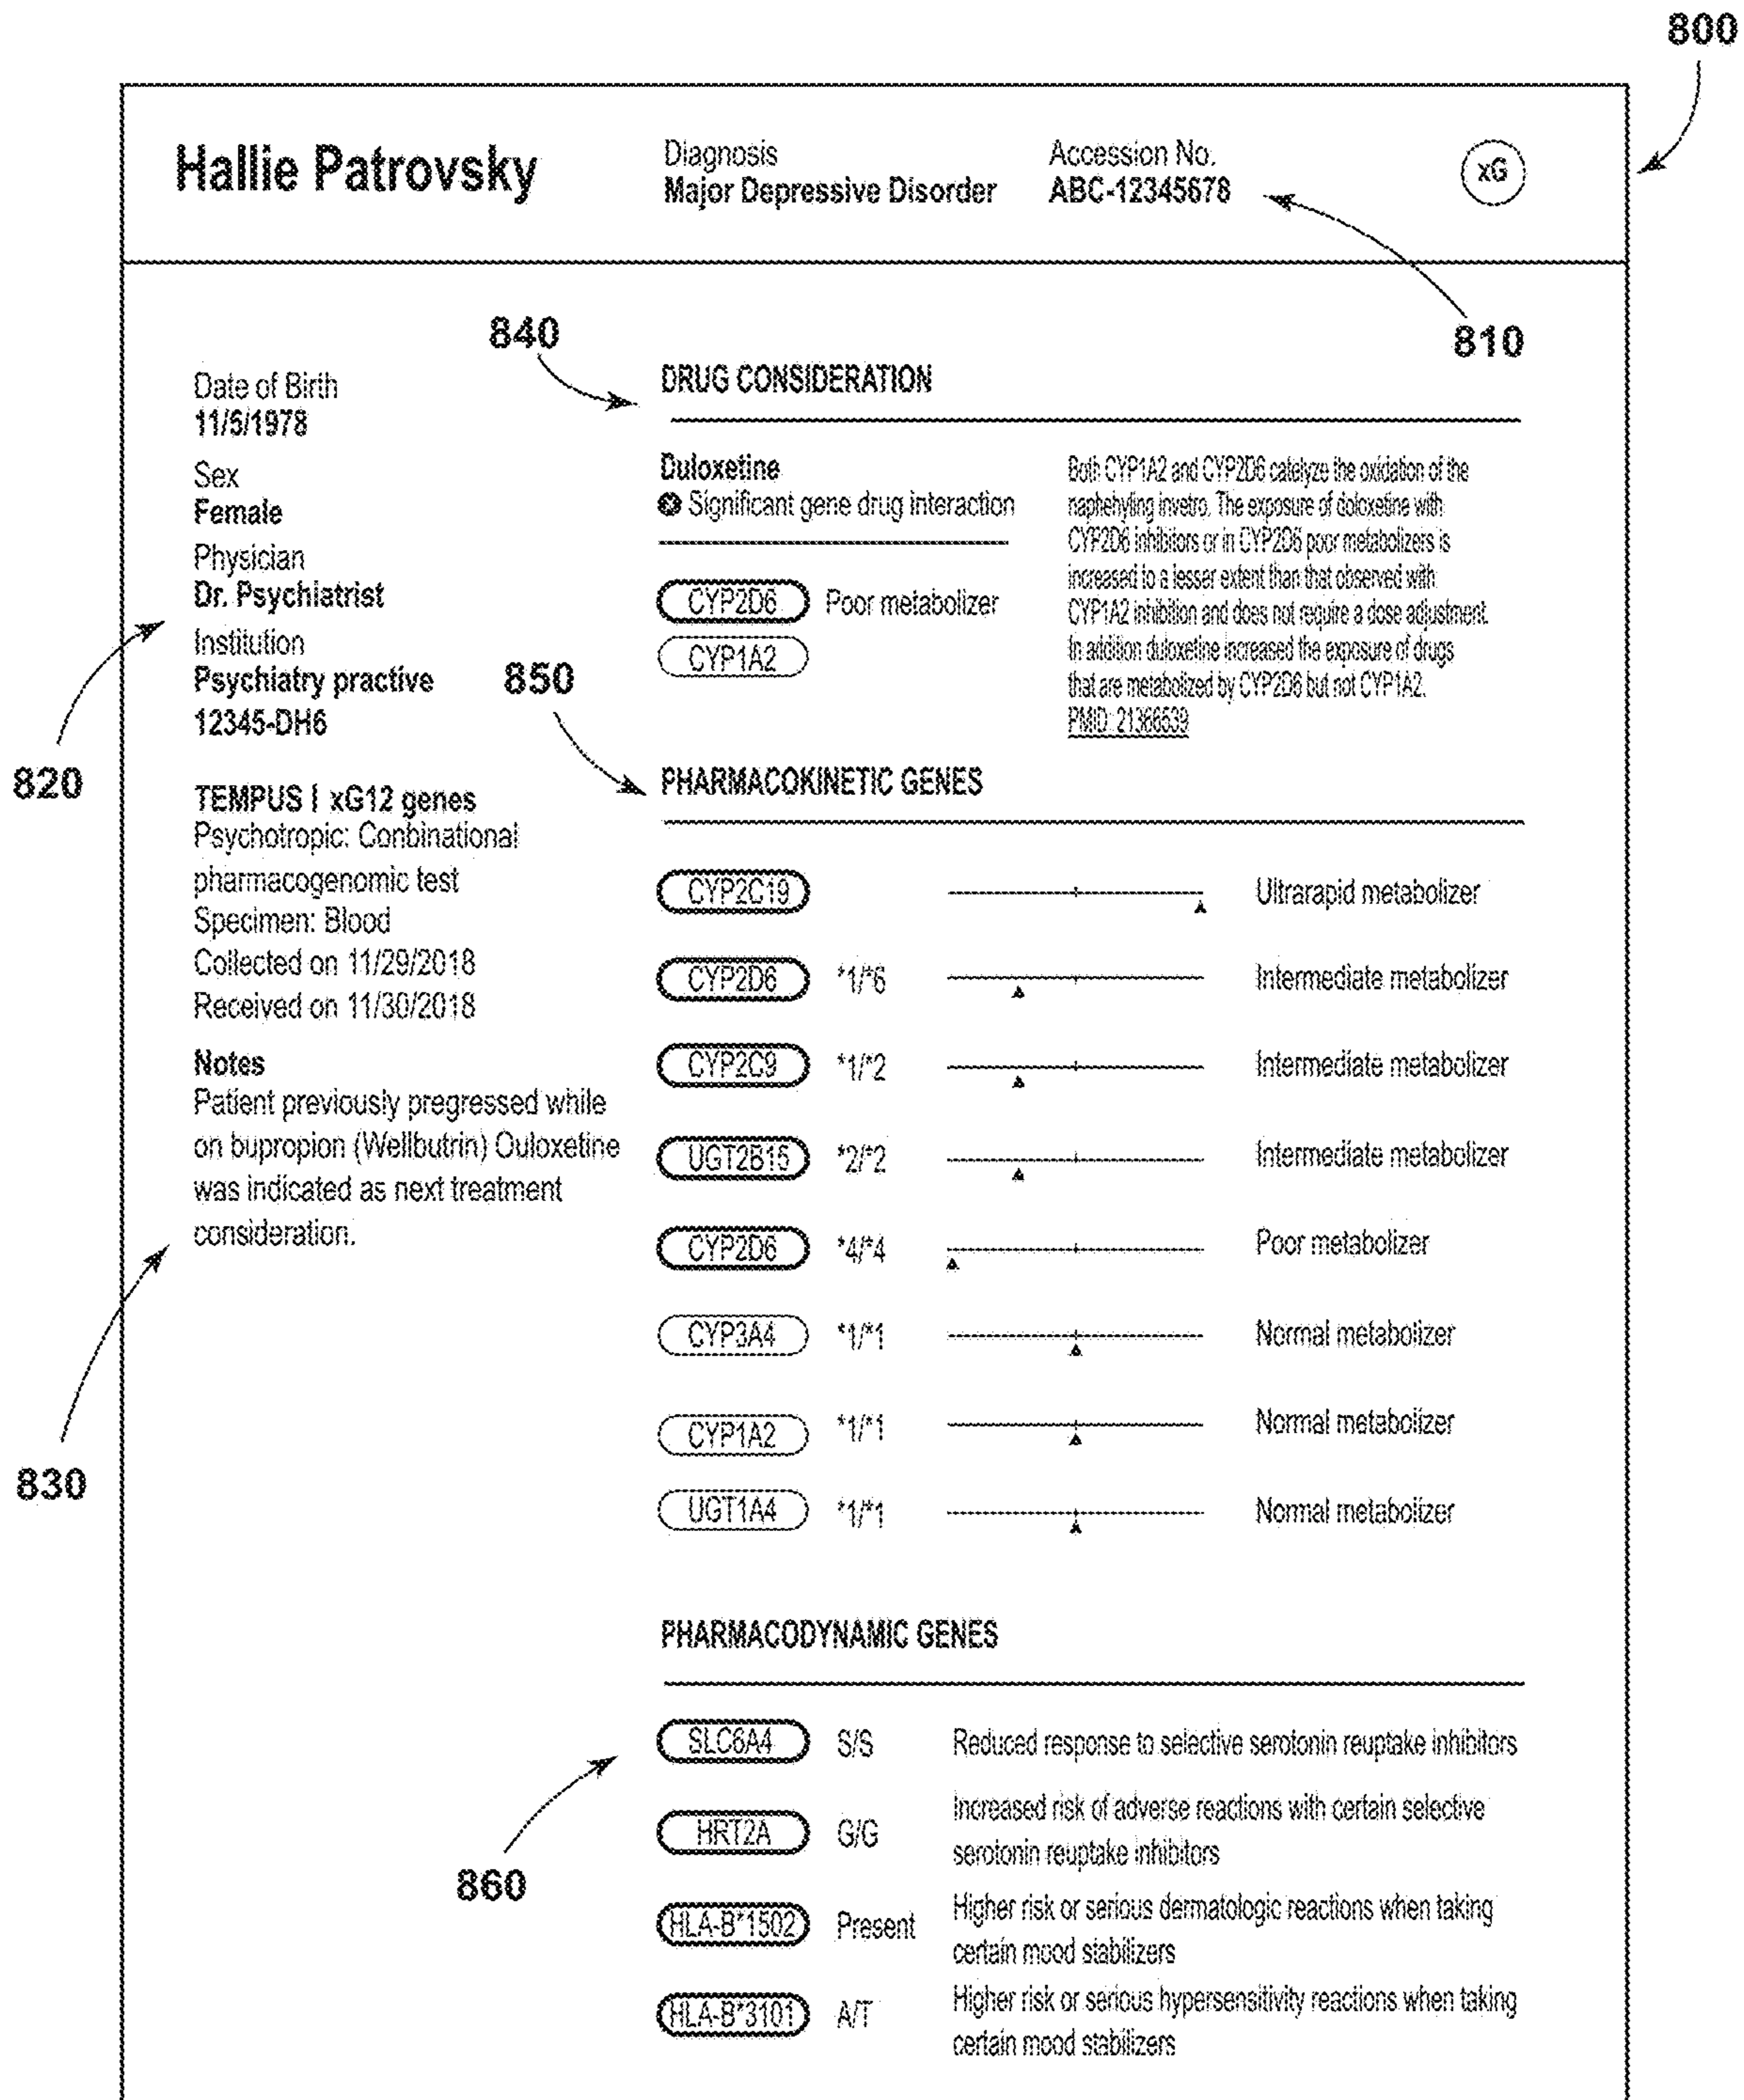 800
Hallie Patrovsky
Diagnosis
Major Depressive Disorder
Accession No.
ABC-12345678
xG
810
820
Date of Birth
11/5/1978
Sex
Female
Physician
Dr. Psychiatrist
Institution
Psychiatry practive
12345-DH6
TEMPUS | xG12 genes
Psychotropic: Conbinational
pharmacogenomic test
Specimen: Blood
Collected on 11/29/2018
Received on 11/30/2018
830
Notes
Patient previously pregressed while
on bupropion (Wellbutrin) Ouloxetine
was indicated as next treatment
consideration.
840
DRUG CONSIDERATION
Duloxetine
Significant gene drug interaction
CYP2D6 Poor metabolizer
CYP1A2
Both CYP1A2 and CYP2D6 catalyze the oxidation of the
naphehyling invetro. The exposure of doloxetine with
CYP2D6 inhibitors or in CYP2D6 poor metabolizers is
increased to a lesser extent than that observed with
CYP1A2 inhibition and does not require a dose adjustment.
In addition duloxetine increased the exposure of drugs
that are metabolized by CYP2D6 but not CYP1A2.
PMID: 21366539
850
PHARMACOKINETIC GENES
CYP2C19 Ultrarapid metabolizer
CYP2D6 *1/*6 Intermediate metabolizer
CYP2C9 *1/*2 Intermediate metabolizer
UGT2B15 *2/*2 Intermediate metabolizer
CYP2D6 *4/*4 Poor metabolizer
CYP3A4 *1/*1 Normal metabolizer
CYP1A2 *1/*1 Normal metabolizer
UGT1A4 *1/*1 Normal metabolizer
860
PHARMACODYNAMIC GENES
SLC6A4 S/S Reduced response to selective serotonin reuptake inhibitors
HRT2A G/G Increased risk of adverse reactions with certain selective
serotonin reuptake inhibitors
HLA-B*1502 Present Higher risk or serious dermatologic reactions when taking
certain mood stabilizers
HLA-B*3101 A/T Higher risk or serious hypersensitivity reactions when taking
certain mood stabilizers